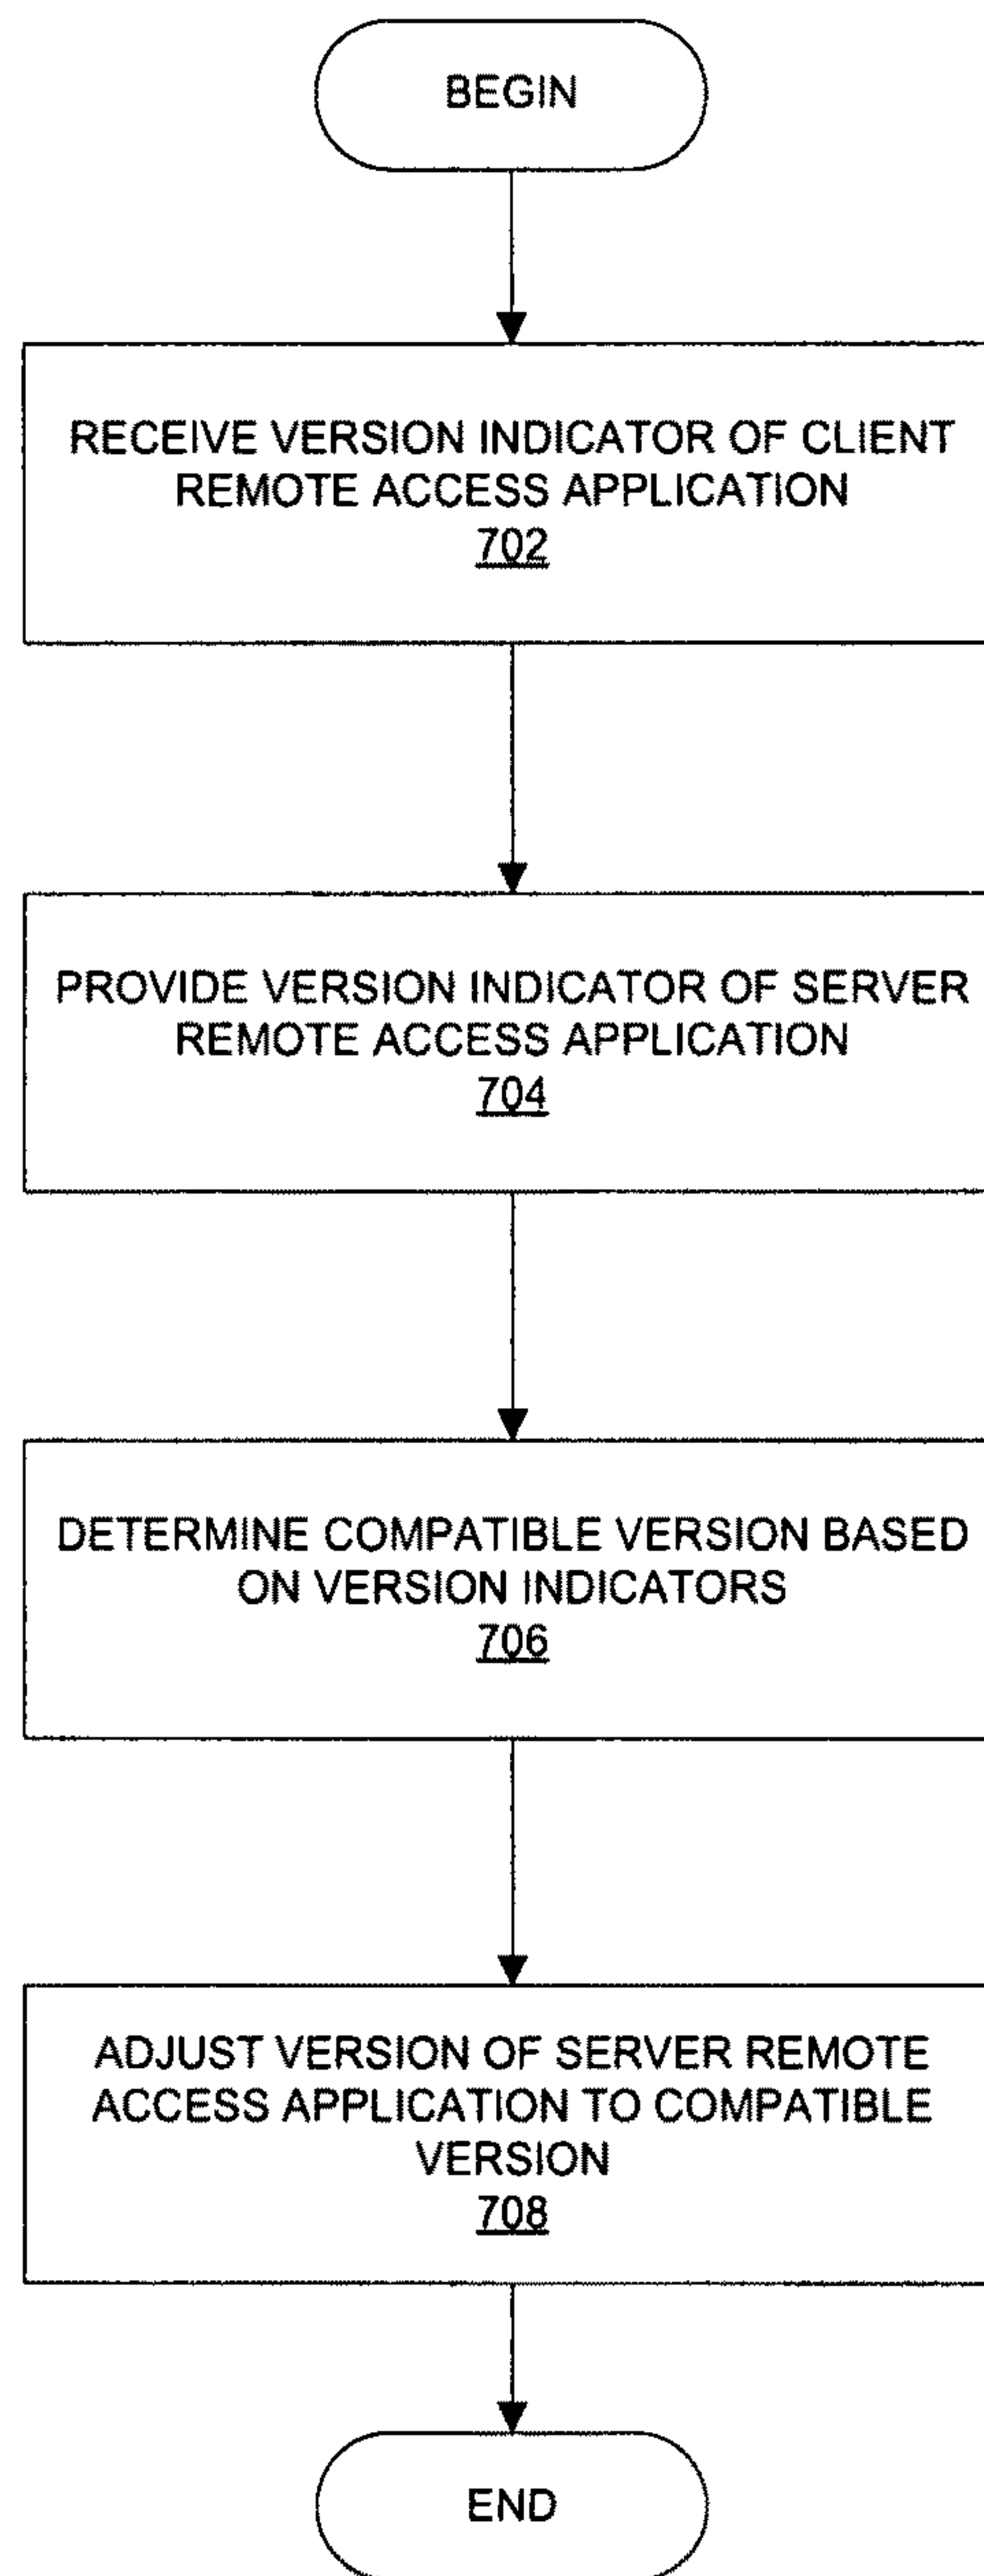 BEGIN
RECEIVE VERSION INDICATOR OF CLIENT
REMOTE ACCESS APPLICATION
702
PROVIDE VERSION INDICATOR OF SERVER
REMOTE ACCESS APPLICATION
704
DETERMINE COMPATIBLE VERSION BASED
ON VERSION INDICATORS
706
ADJUST VERSION OF SERVER REMOTE
ACCESS APPLICATION TO COMPATIBLE
VERSION
708
END